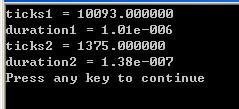 ticks1 = 10093.000000
duration1 = 1.01e-006
ticks2 = 1375.000000
duration2 = 1.38e-007
Press any key to continue